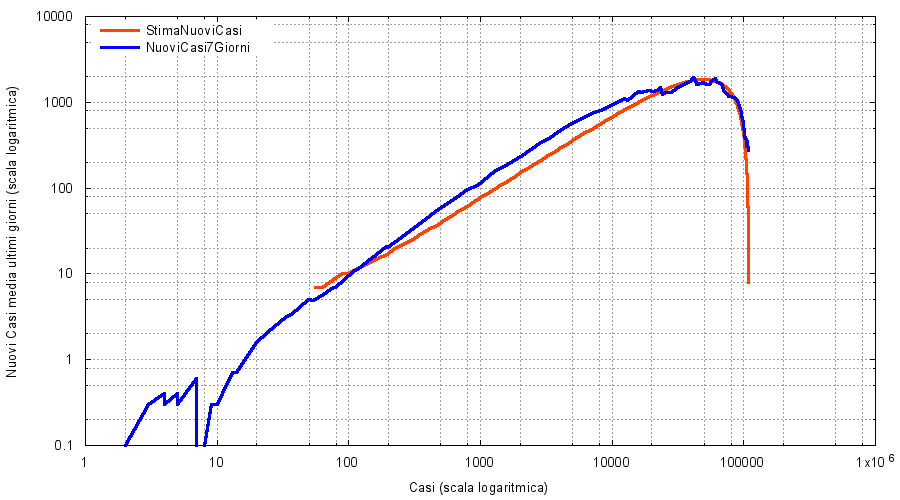 10000
StimaNuoviCasi
NuoviCasi7Giorni
1000
100
10
1
0.1
Nuovi Casi media ultimi giorni (scala logaritmica)
1 10 100 1000 10000 100000 1x10 6
Casi (scala logaritmica)